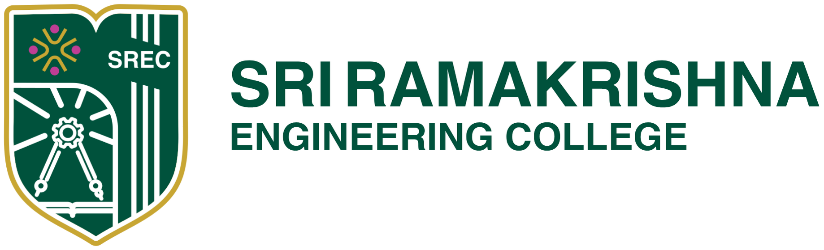 SREC
SRI RAMAKRISHNA
ENGINEERING COLLEGE